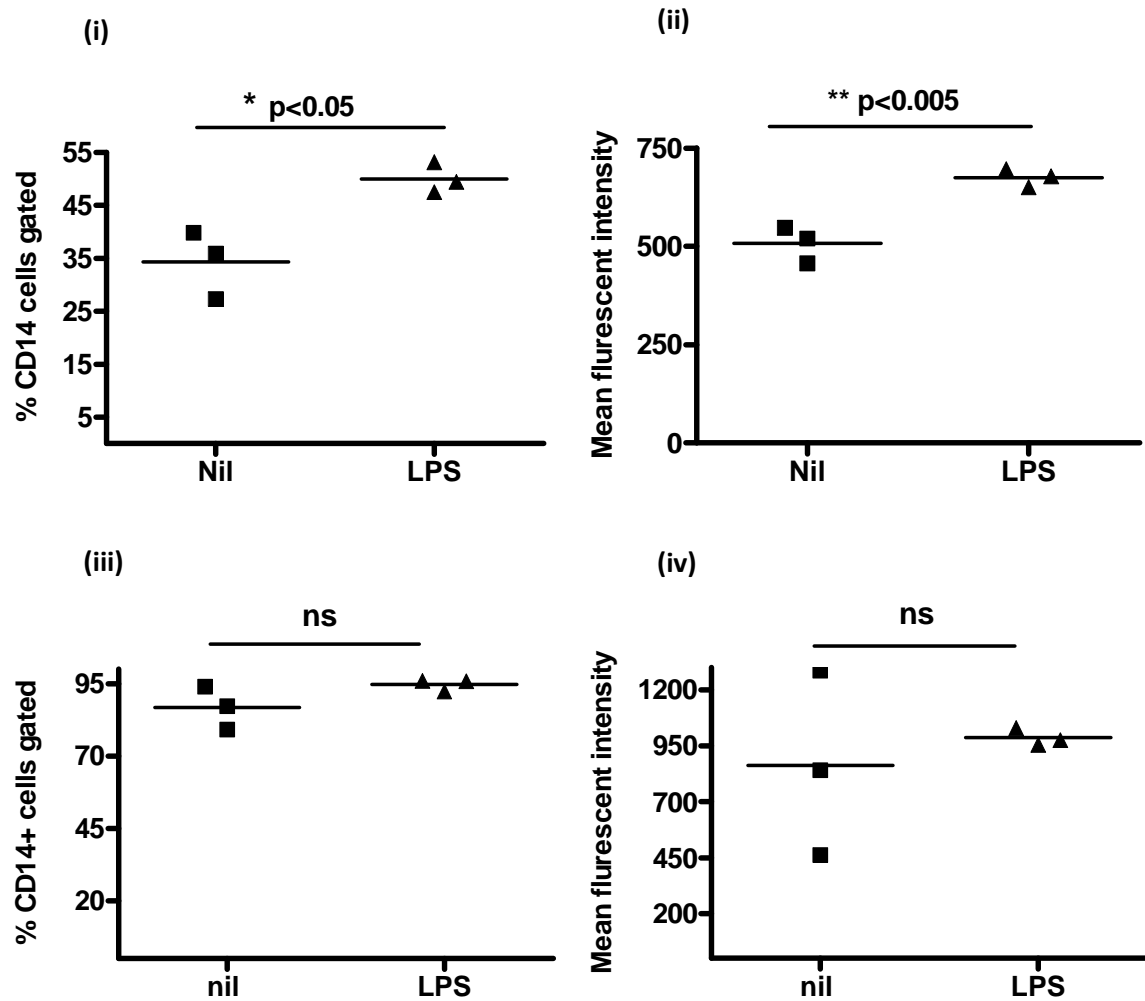 (i)
* p<0.05
% CD14 cells gated
55
45
35
25
15
5
Nil
LPS
(ii)
** p<0.005
Mean flurescent intensity
750
500
250
0
Nil
LPS
(iii)
ns
% CD14+ cells gated
95
70
45
20
nil
LPS
(iv)
ns
Mean flurescent intensity
1200
950
700
450
200
nil
LPS